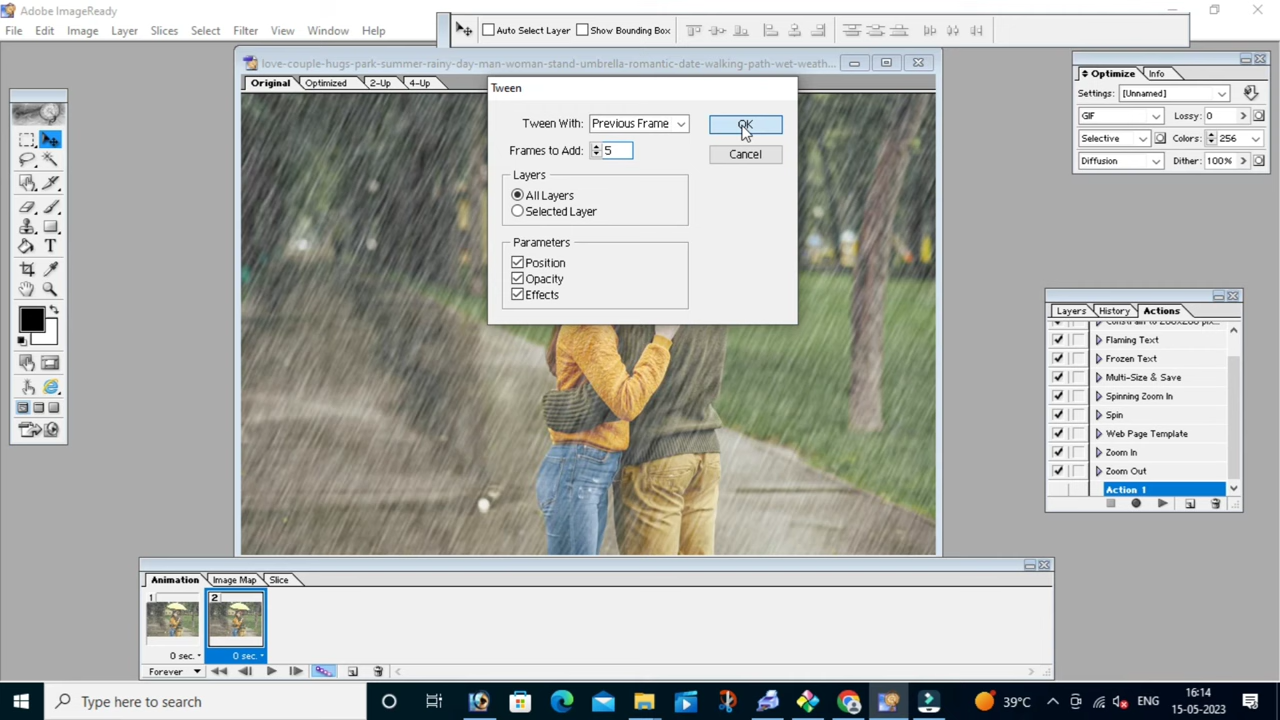 Adobe ImageReady
File Edit Image Layer Slices Select Filter View Window Help
Auto Select Layer Show Bounding Box
love-couple-hugs-park-summer-rainy-day-man-woman-stand-umbrella-romantic-date-walking-path-wet-weath...
Original Optimized 2-Up 4-Up
Tween
Tween With: Previous Frame OK
Frames to Add: 5 Cancel
Layers
All Layers
Selected Layer
Parameters
Position
Opacity
Effects
Optimize Info
Settings: [Unnamed]
GIF Lossy: 0
Selective Colors: 256
Diffusion Dither: 100%
Layers History Actions
Constrain to 200x200 pix...
Flaming Text
Frozen Text
Multi-Size & Save
Spinning Zoom In
Spin
Web Page Template
Zoom In
Zoom Out
Action 1
Animation Image Map Slice
1 2
0 sec. 0 sec.
Forever
Type here to search 39°C ENG 16:14
15-05-2023